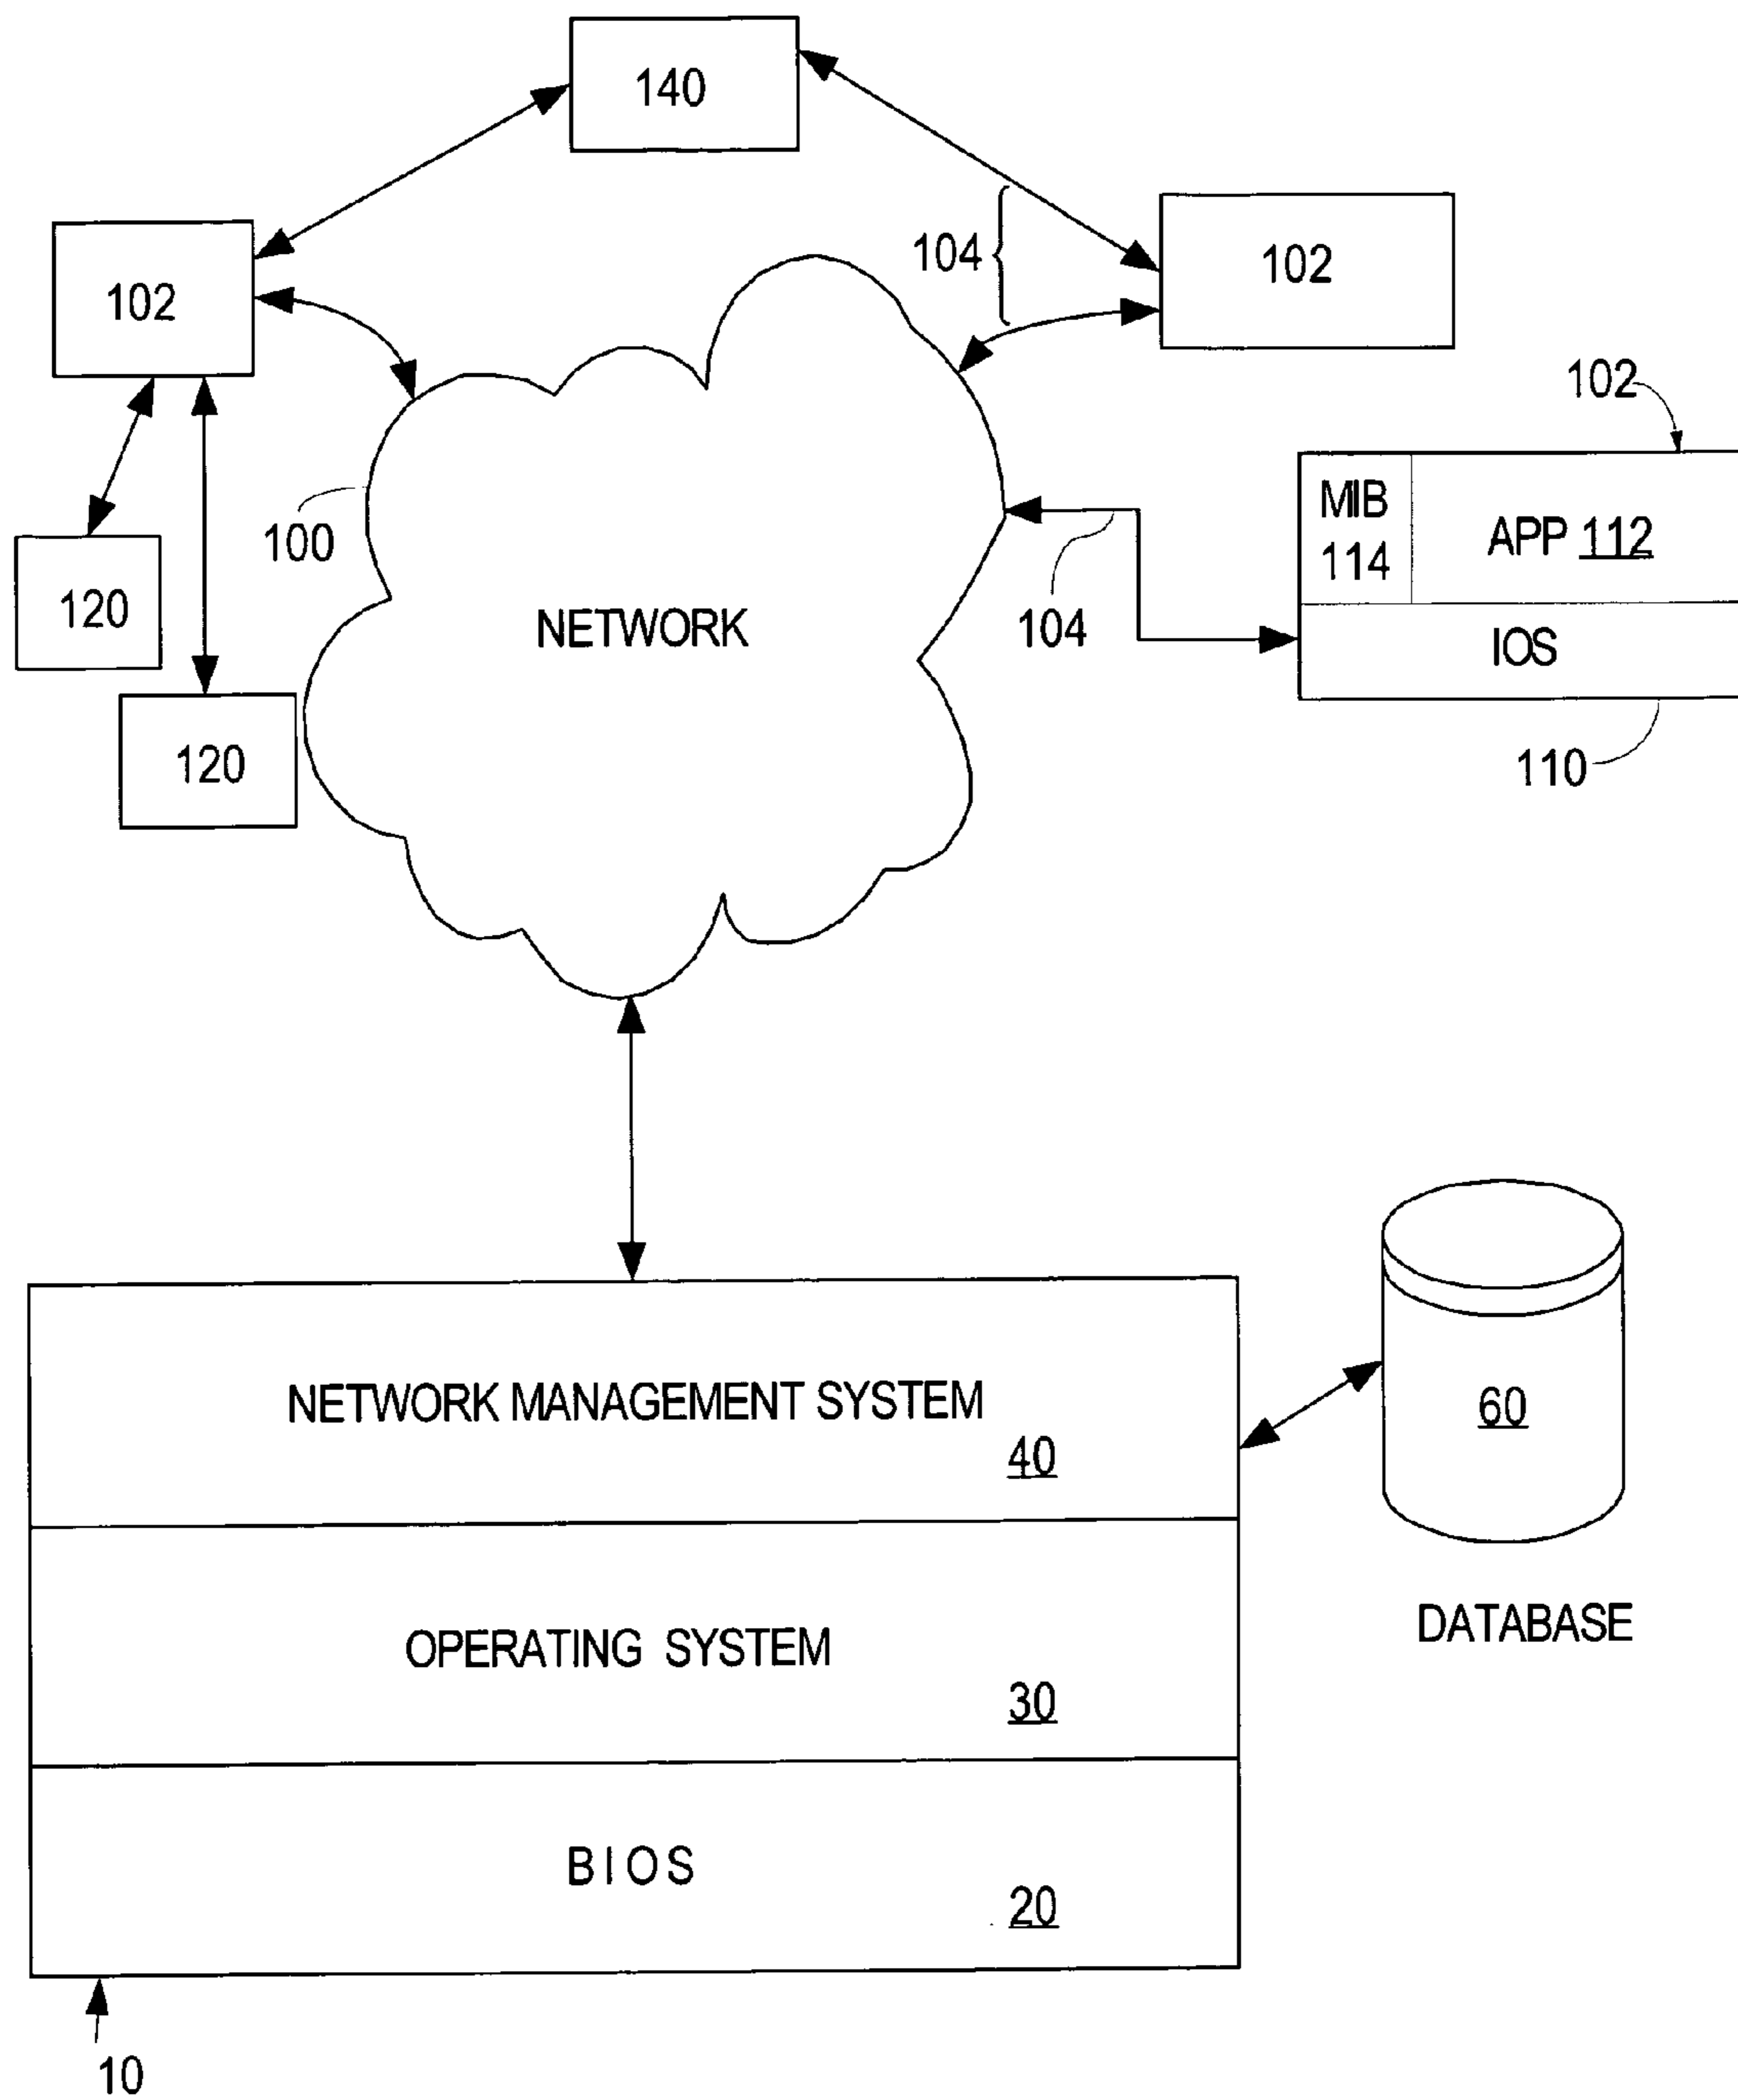 140
104
102
102
102
MIB
114
APP 112
100
120
NETWORK
104
IOS
120
110
NETWORK MANAGEMENT SYSTEM
40
60
OPERATING SYSTEM
30
DATABASE
BIOS
20
10